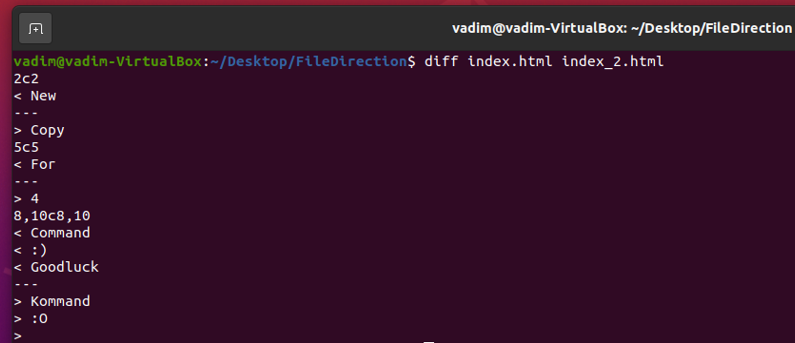 vadim@vadim-VirtualBox: ~/Desktop/FileDirection
vadim@vadim-VirtualBox:~/Desktop/FileDirection$ diff index.html index_2.html
2c2
< New
---
> Copy
5c5
< For
---
> 4
8,10c8,10
< Command
< :)
< Goodluck
---
> Kommand
> :O
>